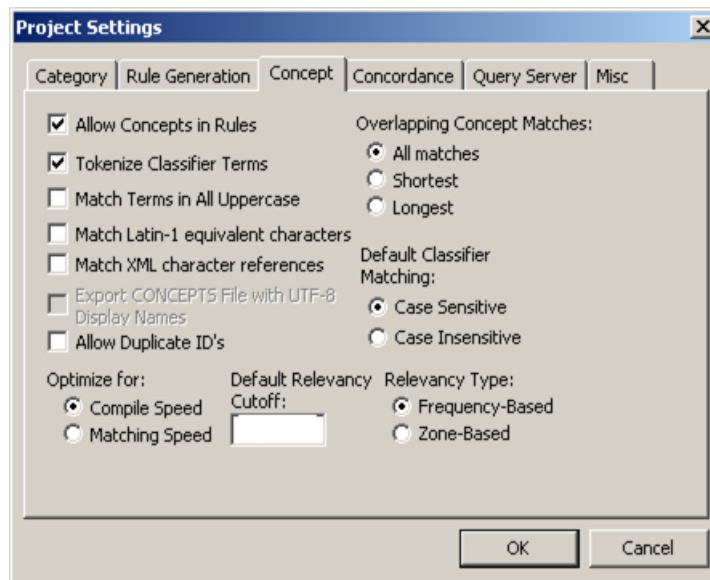 Project Settings
Category Rule Generation Concept Concordance Query Server Misc
Allow Concepts in Rules
Tokenize Classifier Terms
Match Terms in All Uppercase
Match Latin-1 equivalent characters
Match XML character references
Export CONCEPTS File with UTF-8
Display Names
Allow Duplicate ID's
Overlapping Concept Matches:
All matches
Shortest
Longest
Default Classifier
Matching:
Case Sensitive
Case Insensitive
Optimize for:
Compile Speed
Matching Speed
Default Relevancy
Cutoff:
Relevancy Type:
Frequency-Based
Zone-Based
OK Cancel